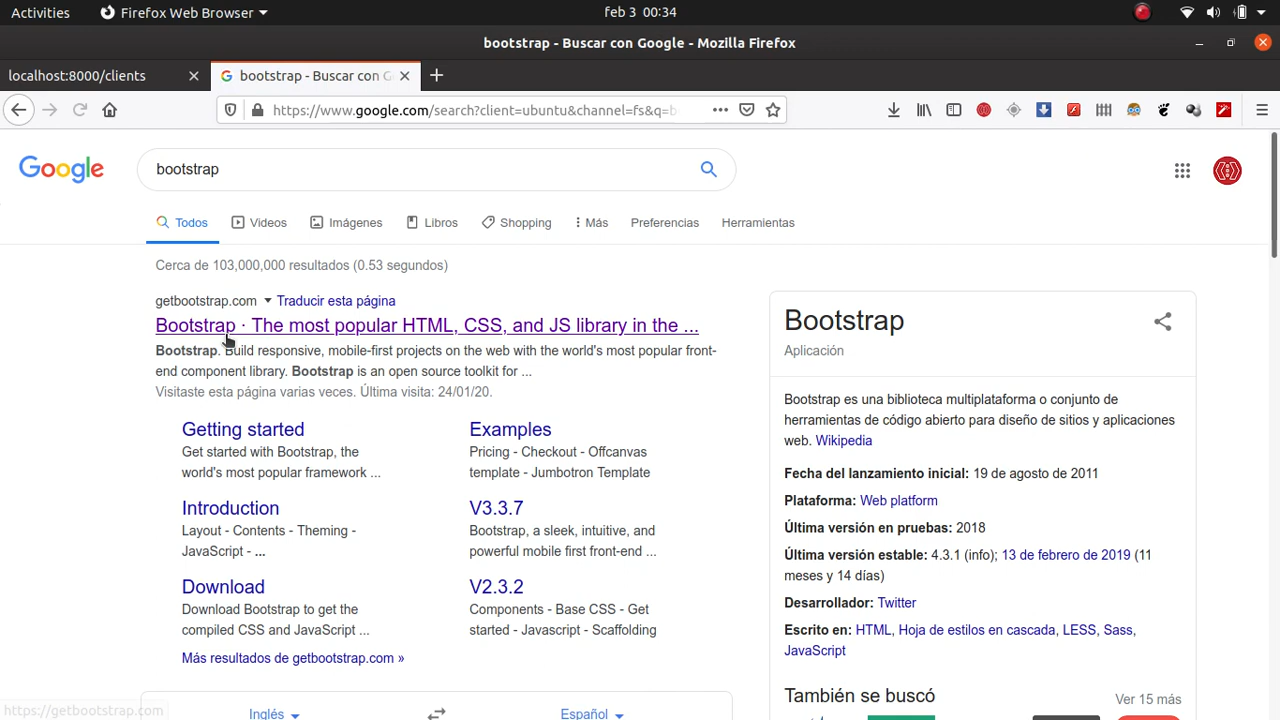 Activities
Firefox Web Browser
feb 3 00:34
bootstrap - Buscar con Google - Mozilla Firefox
localhost:8000/clients
bootstrap - Buscar con G
https://www.google.com/search?client=ubuntu&channel=fs&q=b
Google
bootstrap
Todos
Videos
Imágenes
Libros
Shopping
Más
Preferencias
Herramientas
Cerca de 103,000,000 resultados (0.53 segundos)
getbootstrap.com ▾ Traducir esta página
Bootstrap · The most popular HTML, CSS, and JS library in the ...
Bootstrap. Build responsive, mobile-first projects on the web with the world's most popular front-
end component library. Bootstrap is an open source toolkit for ...
Visitaste esta página varias veces. Última visita: 24/01/20.
Getting started
Get started with Bootstrap, the
world's most popular framework ...
Examples
Pricing - Checkout - Offcanvas
template - Jumbotron Template
Introduction
Layout - Contents - Theming -
JavaScript - ...
V3.3.7
Bootstrap, a sleek, intuitive, and
powerful mobile first front-end ...
Download
Download Bootstrap to get the
compiled CSS and JavaScript ...
V2.3.2
Components - Base CSS - Get
started - Javascript - Scaffolding
Más resultados de getbootstrap.com »
Inglés
Español
https://getbootstrap.com
Bootstrap
Aplicación
Bootstrap es una biblioteca multiplataforma o conjunto de
herramientas de código abierto para diseño de sitios y aplicaciones
web. Wikipedia
Fecha del lanzamiento inicial: 19 de agosto de 2011
Plataforma: Web platform
Última versión en pruebas: 2018
Última versión estable: 4.3.1 (info); 13 de febrero de 2019 (11
meses y 14 días)
Desarrollador: Twitter
Escrito en: HTML, Hoja de estilos en cascada, LESS, Sass,
JavaScript
También se buscó
Ver 15 más